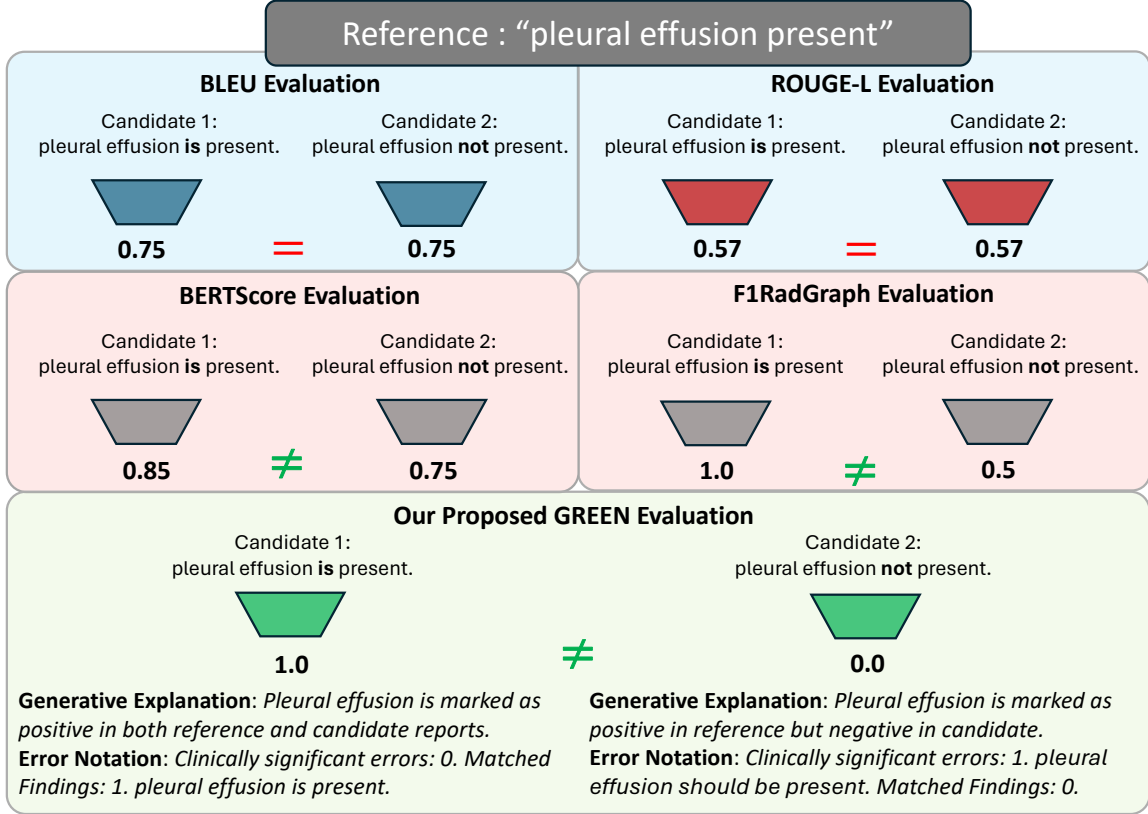 Reference : “pleural effusion present”
BLEU Evaluation
Candidate 1:
pleural effusion is present.
Candidate 2:
pleural effusion not present.
0.75
=
0.75
ROUGE-L Evaluation
Candidate 1:
pleural effusion is present.
Candidate 2:
pleural effusion not present.
0.57
=
0.57
BERTScore Evaluation
Candidate 1:
pleural effusion is present.
Candidate 2:
pleural effusion not present.
0.85
≠
0.75
F1RadGraph Evaluation
Candidate 1:
pleural effusion is present
Candidate 2:
pleural effusion not present.
1.0
≠
0.5
Our Proposed GREEN Evaluation
Candidate 1:
pleural effusion is present.
1.0
Generative Explanation: Pleural effusion is marked as
positive in both reference and candidate reports.
Error Notation: Clinically significant errors: 0. Matched
Findings: 1. pleural effusion is present.
≠
Candidate 2:
pleural effusion not present.
0.0
Generative Explanation: Pleural effusion is marked as
positive in reference but negative in candidate.
Error Notation: Clinically significant errors: 1. pleural
effusion should be present. Matched Findings: 0.